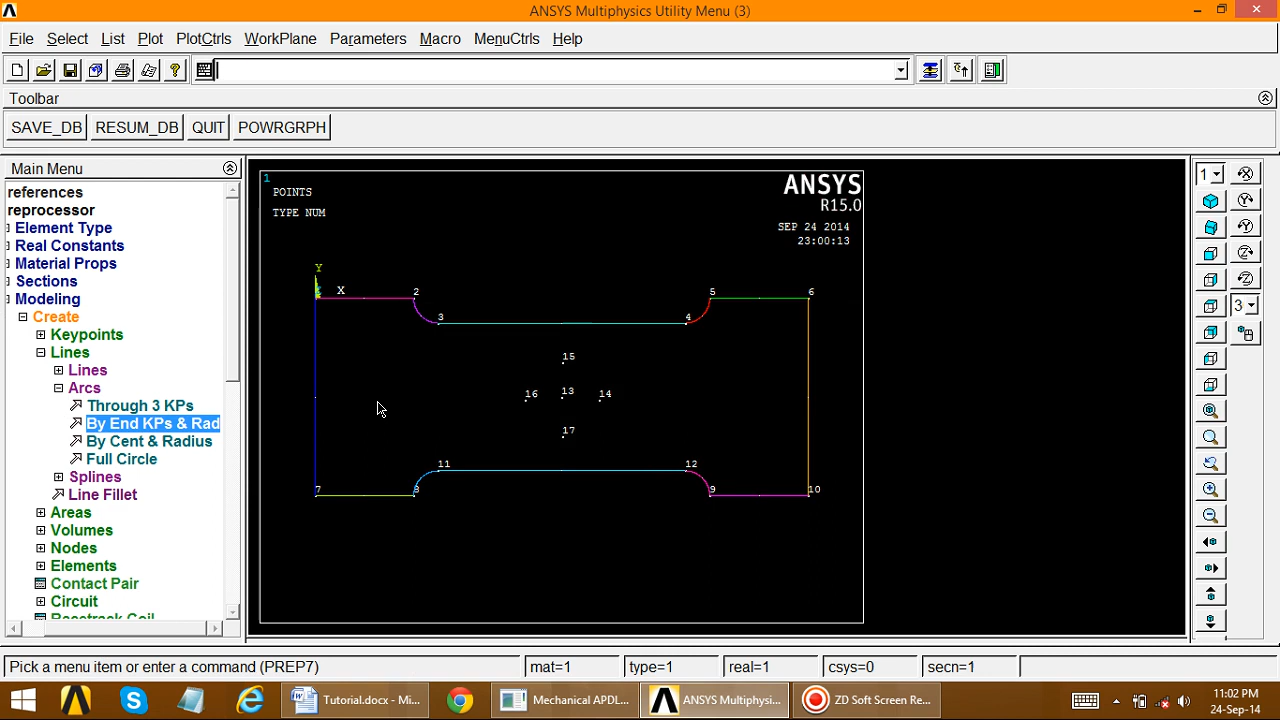 ANSYS Multiphysics Utility Menu (3)
File Select List Plot PlotCtrls WorkPlane Parameters Macro MenuCtrls Help
Toolbar
SAVE_DB RESUM_DB QUIT POWRGRPH
Main Menu
references
reprocessor
Element Type
Real Constants
Material Props
Sections
Modeling
Create
Keypoints
Lines
Lines
Arcs
Through 3 KPs
By End KPs & Rad
By Cent & Radius
Full Circle
Splines
Line Fillet
Areas
Volumes
Nodes
Elements
Contact Pair
Circuit
Racetrack Coil
1
POINTS
TYPE NUM
ANSYS
R15.0
SEP 24 2014
23:00:13
Y
X 2 5 6
3 4
15
16 13 14
17
11 12
7 8 9 10
1
3
Pick a menu item or enter a command (PREP7) mat=1 type=1 real=1 csys=0 secn=1
Tutorial.docx - Mi... Mechanical APDL... ANSYS Multiphysi... ZD Soft Screen Re...
11:02 PM
24-Sep-14